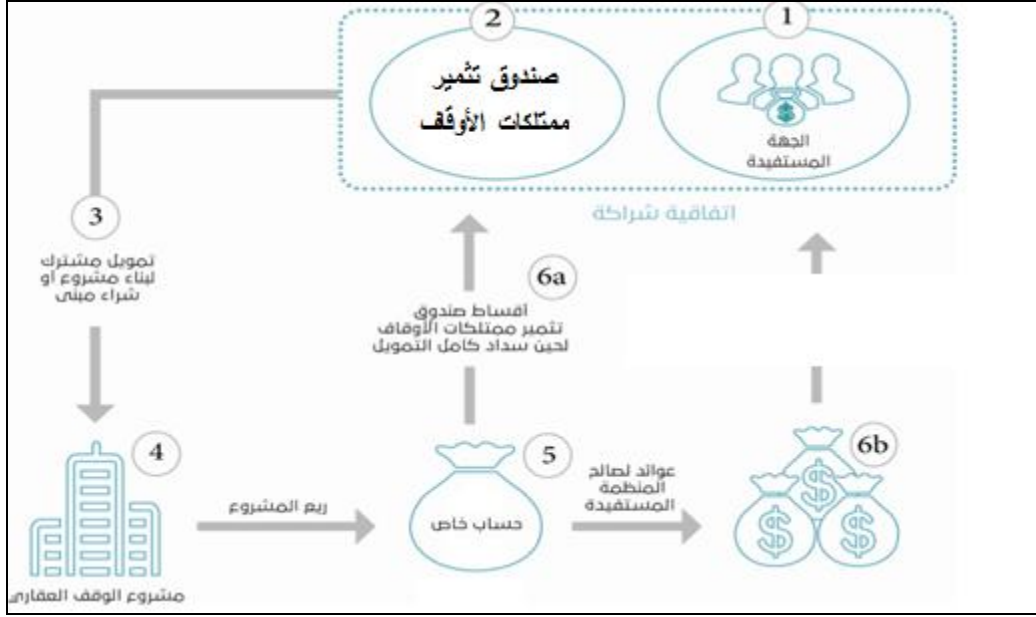 1
2
الجهة
المستفيدة
صندوق تثمير
ممتلكات الأوقاف
اتفاقية شراكة
3
تمويل مشترك
لبناء مشروع أو
شراء مبنى
6a
اقساط صندوق
تثمير ممتلكات الأوقاف
لحين سداد كامل التمويل
4
ريع المشروع
مشروع الوقف العقاري
5
حساب خاص
عوائد لصالح
المنظمة
المستفيدة
6b
$
$
$
$